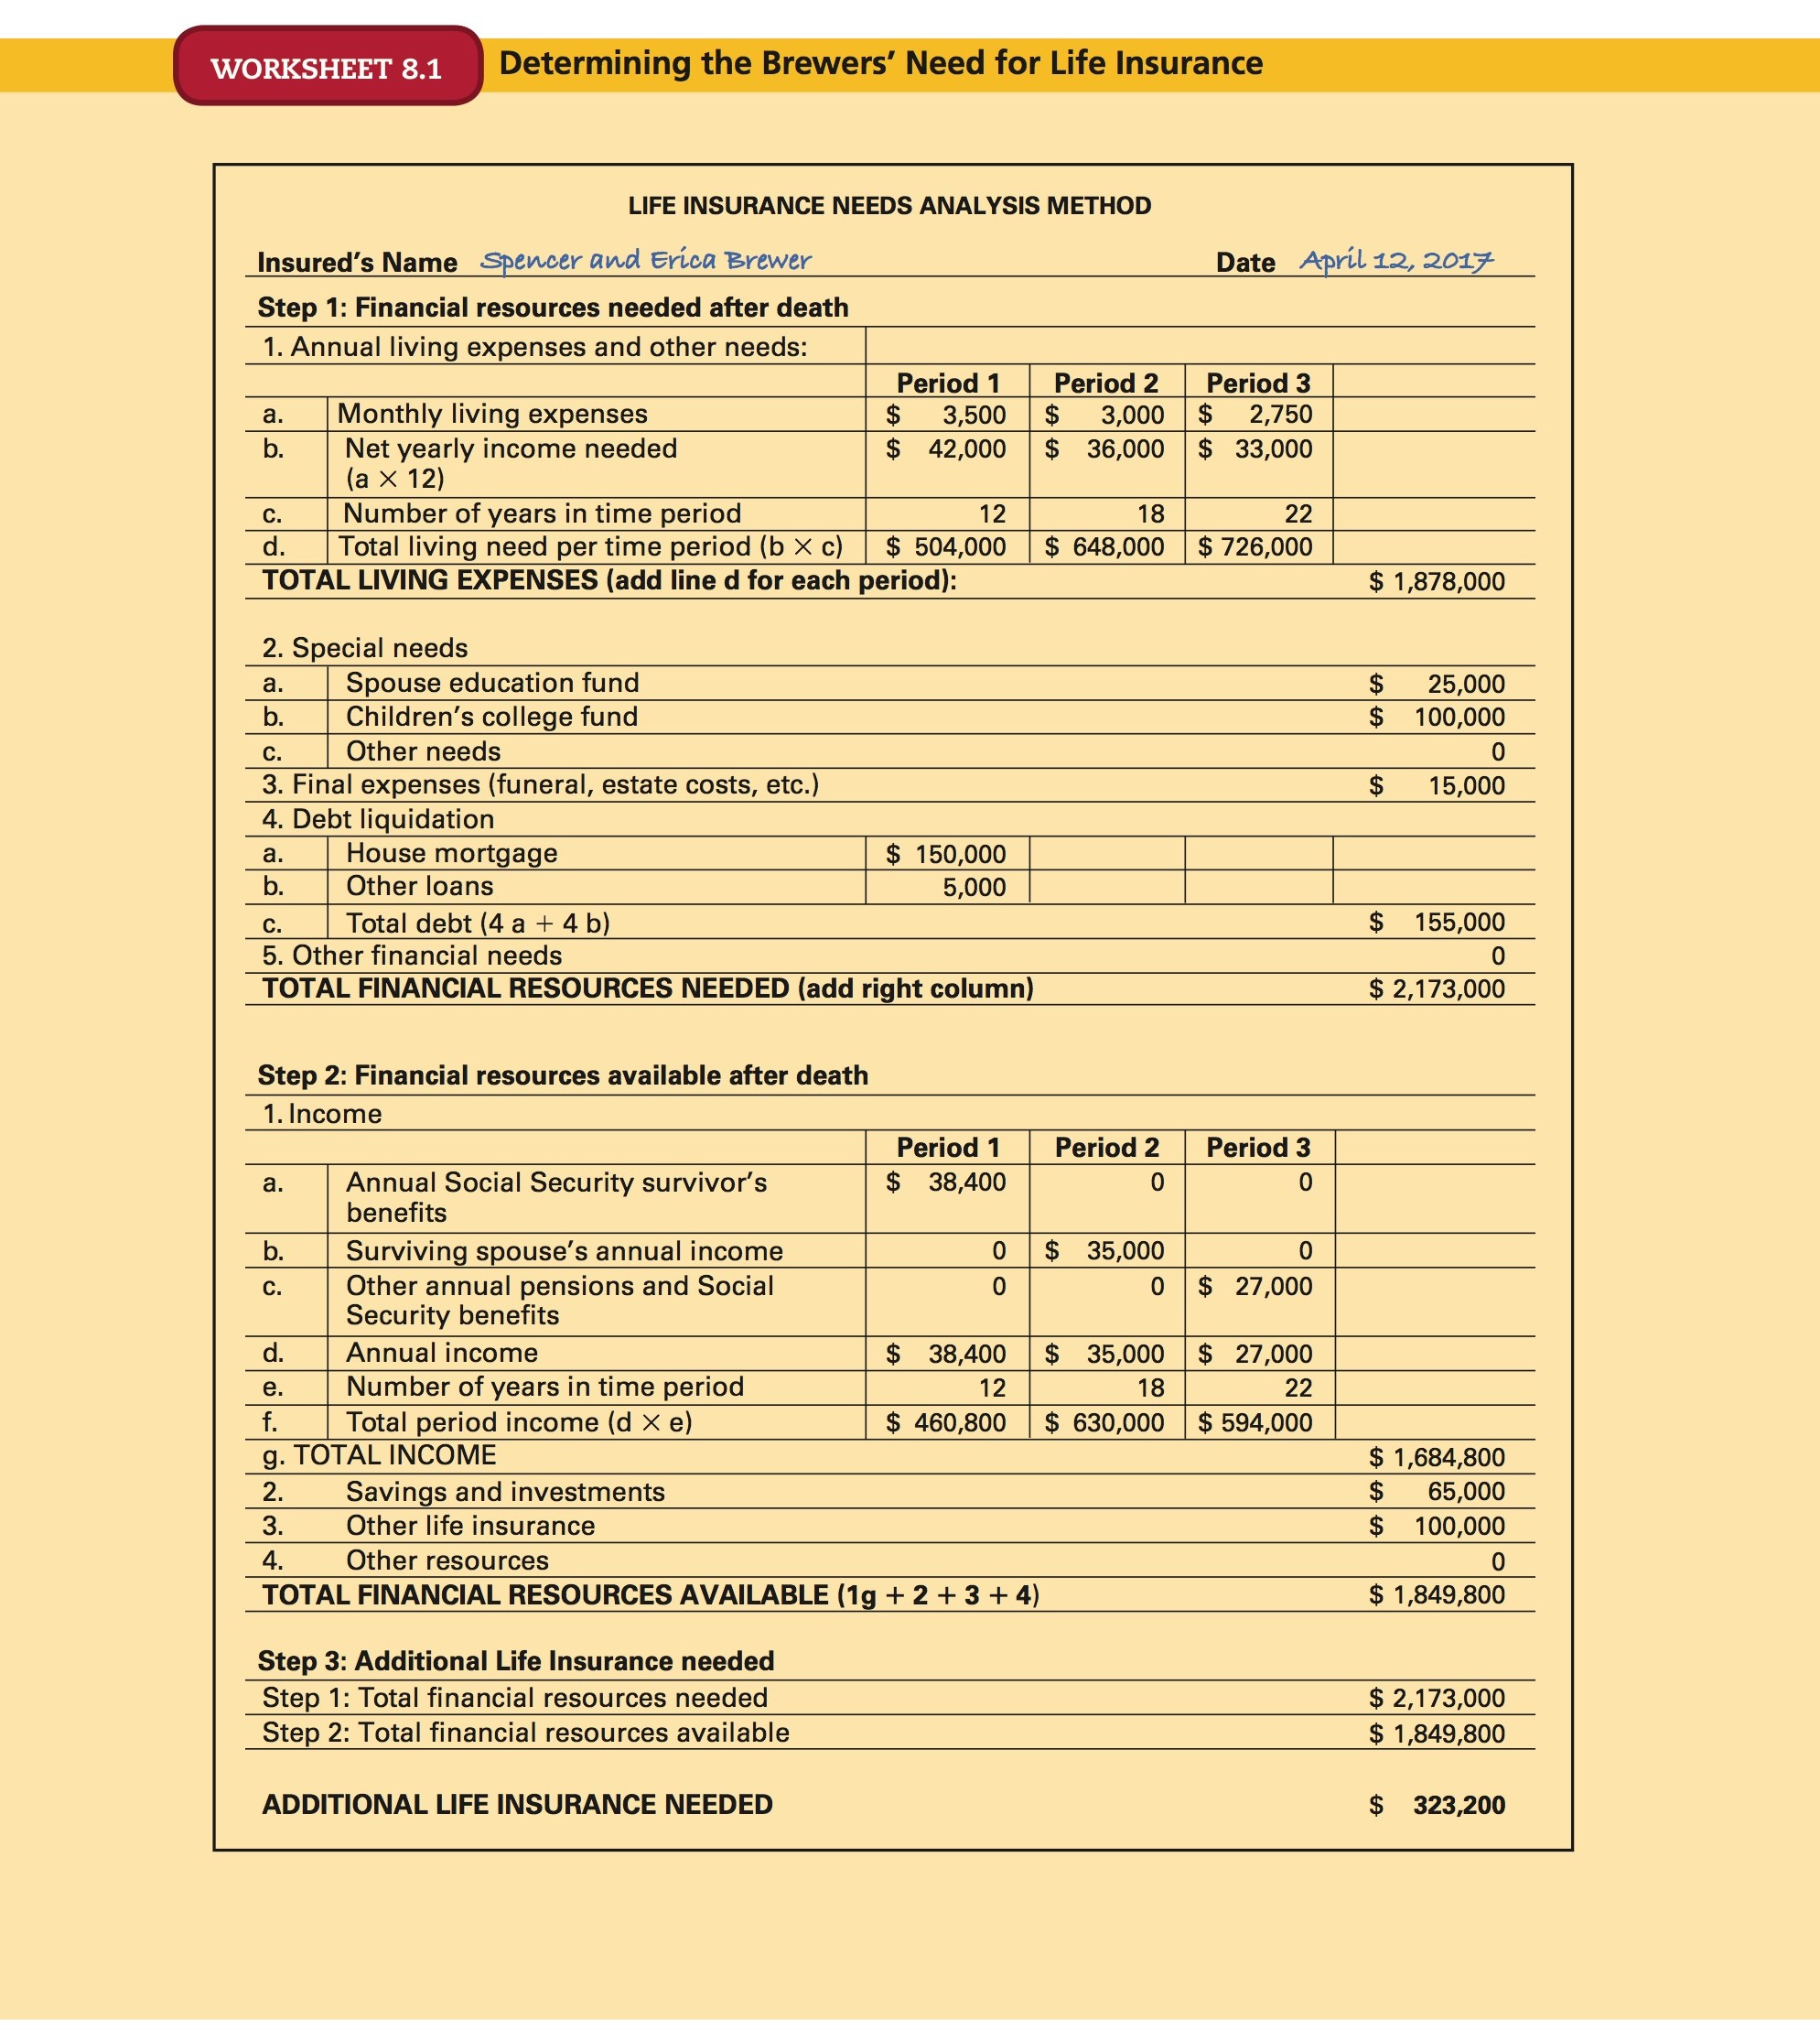 WORKSHEET 8.1 Determining the Brewers’ Need for Life Insurance
LIFE INSURANCE NEEDS ANALYSIS METHOD
Insured’s Name Spencer and Erica Brewer Date April 12, 2017
Step 1: Financial resources needed after death
1. Annual living expenses and other needs:
Period 1 Period 2 Period 3
a. Monthly living expenses $ 3,500 $ 3,000 $ 2,750
b. Net yearly income needed $ 42,000 $ 36,000 $ 33,000
(a × 12)
c. Number of years in time period 12 18 22
d. Total living need per time period (b × c) $ 504,000 $ 648,000 $ 726,000
TOTAL LIVING EXPENSES (add line d for each period): $ 1,878,000
2. Special needs
a. Spouse education fund $ 25,000
b. Children’s college fund $ 100,000
c. Other needs 0
3. Final expenses (funeral, estate costs, etc.) $ 15,000
4. Debt liquidation
a. House mortgage $ 150,000
b. Other loans 5,000
c. Total debt (4 a + 4 b) $ 155,000
5. Other financial needs 0
TOTAL FINANCIAL RESOURCES NEEDED (add right column) $ 2,173,000
Step 2: Financial resources available after death
1. Income
Period 1 Period 2 Period 3
a. Annual Social Security survivor’s $ 38,400 0 0
benefits
b. Surviving spouse’s annual income 0 $ 35,000 0
c. Other annual pensions and Social 0 0 $ 27,000
Security benefits
d. Annual income $ 38,400 $ 35,000 $ 27,000
e. Number of years in time period 12 18 22
f. Total period income (d × e) $ 460,800 $ 630,000 $ 594,000
g. TOTAL INCOME $ 1,684,800
2. Savings and investments $ 65,000
3. Other life insurance $ 100,000
4. Other resources 0
TOTAL FINANCIAL RESOURCES AVAILABLE (1g + 2 + 3 + 4) $ 1,849,800
Step 3: Additional Life Insurance needed
Step 1: Total financial resources needed $ 2,173,000
Step 2: Total financial resources available $ 1,849,800
ADDITIONAL LIFE INSURANCE NEEDED $ 323,200